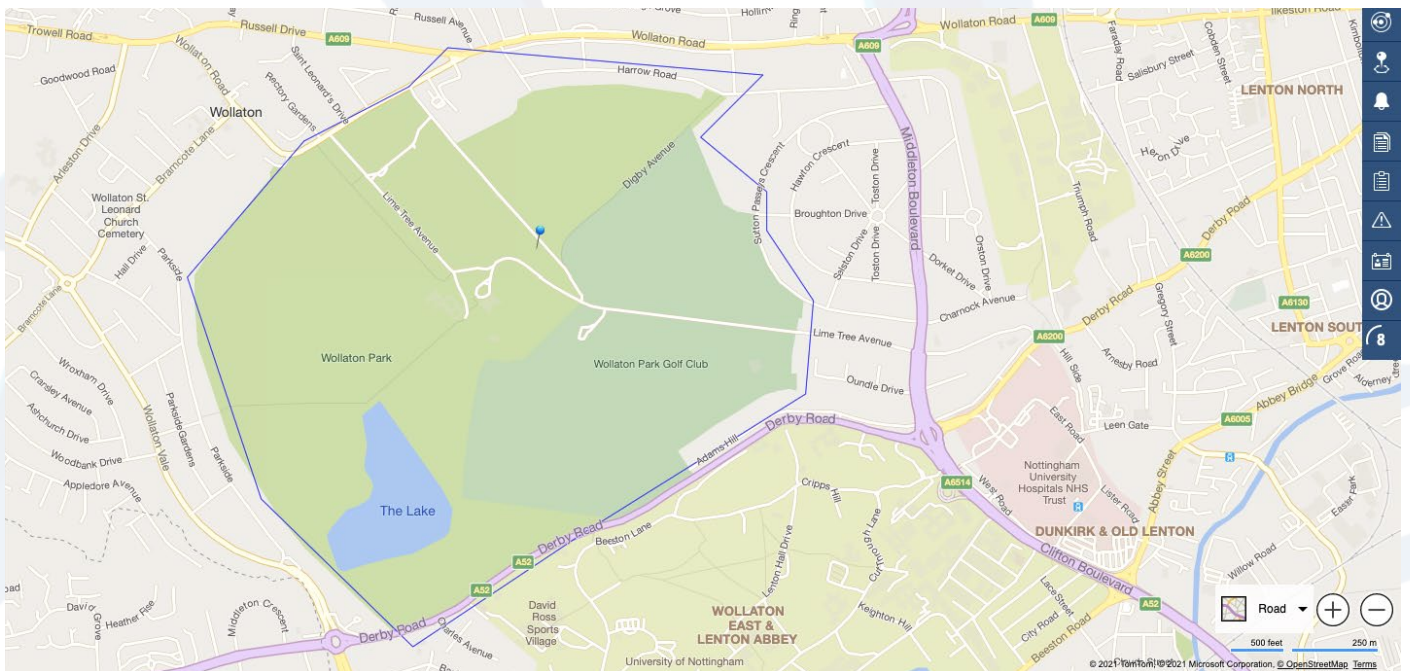 Trowell Road
Russell Drive
A609
Russell Avenue
Wollaton Road
A609
Wollaton Road
A609
Ilkeston Road
Goodwood Road
Wollaton Road
Saint Leonard's Drive
Rectory Gardens
Harrow Road
Faraday Road
Salisbury Street
Cobden Street
LENTON NORTH
Wollaton
Arleston Drive
Bramcote Lane
Middleton Boulevard
Digby Avenue
Hawton Crescent
Toston Drive
Triumph Road
Derby Road
Wollaton St.
Leonard
Church
Cemetery
Lime Tree Avenue
Sutton Passeys Crescent
Broughton Drive
Hall Drive
Parkside
Selston Drive
Toston Drive
Orston Drive
Dorket Drive
A6200
Bramcote Lane
Charnock Avenue
Derby Road
Gregory Street
A6130
LENTON SOUT
Lime Tree Avenue
A6200
8
Wollaton Park
Wollaton Park Golf Club
Hill Side
Arnesby Road
Grove Road
Wroxham Drive
Cransley Avenue
Oundle Drive
Abbey Bridge
Ashchurch Drive
Wollaton Vale
Parkside Gardens
Derby Road
East Road
Leen Gate
A6005
Woodbank Drive
Parkside
Adams Hill
Appledore Avenue
Nottingham
University
Hospitals NHS
Trust
Abbey Street
The Lake
Cripps Hill
A6514
West Road
Lister Road
Easter Park
Derby Road
Beeston Lane
Lenton Hall Drive
Cut Through Lane
DUNKIRK & OLD LENTON
Clifton Boulevard
Willow Road
A52
A52
David
Grove
Heather Rise
Middleton Crescent
Derby Road
Charles Avenue
David
Ross
Sports
Village
WOLLATON
EAST &
LENTON ABBEY
Keighton Hill
Lace Street
City Road
Beeston Road
A52
Road
University of Nottingham
500 feet
250 m
© 2021 TomTom, © 2021 Microsoft Corporation, © OpenStreetMap Terms